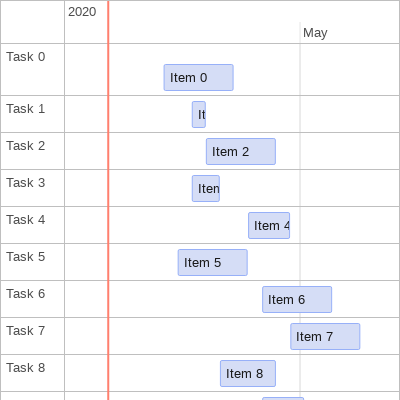 2020
May
Task 0
Item 0
Task 1
It
Task 2
Item 2
Task 3
Item
Task 4
Item 4
Task 5
Item 5
Task 6
Item 6
Task 7
Item 7
Task 8
Item 8